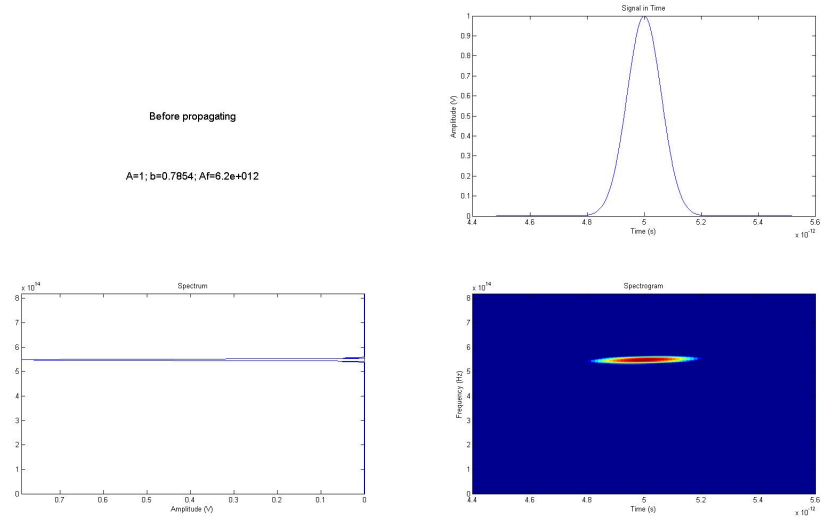 Before propagating
A=1; b=0.7854; Af=6.2e+012
Signal in Time
1
0.9
0.8
0.7
0.6
0.5
0.4
0.3
0.2
0.1
0
Amplitude (V)
4.4 4.6 4.8 5 5.2 5.4 5.6
Time (s)
x 10^-12
Spectrum
x 10^14
8
7
6
5
4
3
2
1
0
0.7 0.6 0.5 0.4 0.3 0.2 0.1 0
Amplitude (V)
Spectrogram
8
7
6
5
4
3
2
1
0
Frequency (Hz)
4.4 4.6 4.8 5 5.2 5.4 5.6
Time (s)
x 10^-12
x 10^14